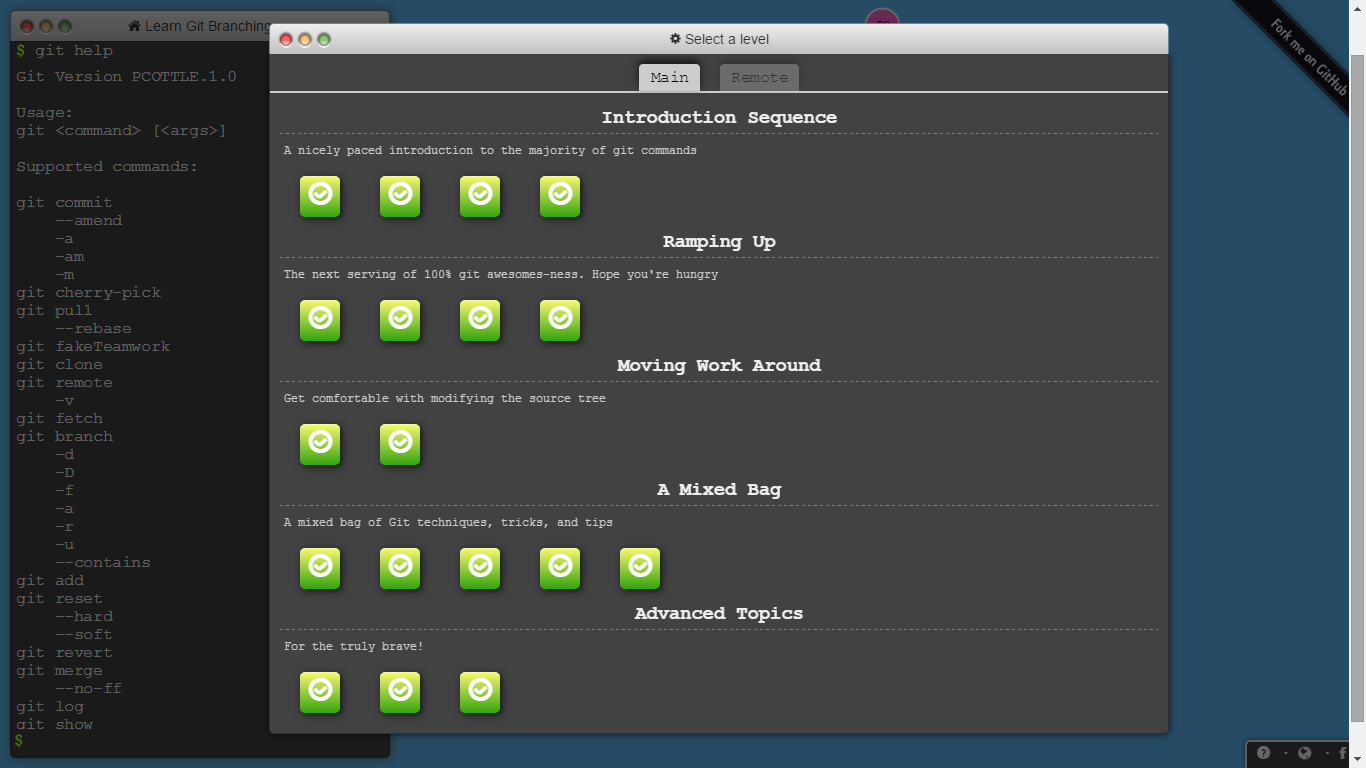 Learn Git Branching
$ git help
Git Version PCOTTLE.1.0
Usage:
git <command> [<args>]
Supported commands:
git commit
--amend
-a
-am
-m
git cherry-pick
git pull
--rebase
git fakeTeamwork
git clone
git remote
-v
git fetch
git branch
-d
-D
-f
-a
-r
-u
--contains
git add
git reset
--hard
--soft
git revert
git merge
--no-ff
git log
git show
$
Select a level
Main
Remote
Introduction Sequence
A nicely paced introduction to the majority of git commands
Ramping Up
The next serving of 100% git awesomes-ness. Hope you're hungry
Moving Work Around
Get comfortable with modifying the source tree
A Mixed Bag
A mixed bag of Git techniques, tricks, and tips
Advanced Topics
For the truly brave!
Fork me on GitHub